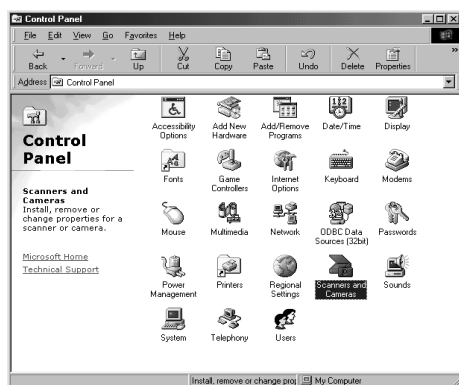 Control Panel
File Edit View Go Favorites Help
Back Forward Up Cut Copy Paste Undo Delete Properties »
Address Control Panel
Control
Panel
Scanners and
Cameras
Install, remove or
change properties for a
scanner or camera.
Microsoft Home
Technical Support
Accessibility
Options
Add New
Hardware
Add/Remove
Programs
Date/Time
Display
Fonts
Game
Controllers
Internet
Options
Keyboard
Modems
Mouse
Multimedia
Network
ODBC Data
Sources (32bit)
Passwords
Power
Management
Printers
Regional
Settings
Scanners and
Cameras
Sounds
System
Telephony
Users
Install, remove or change prop My Computer